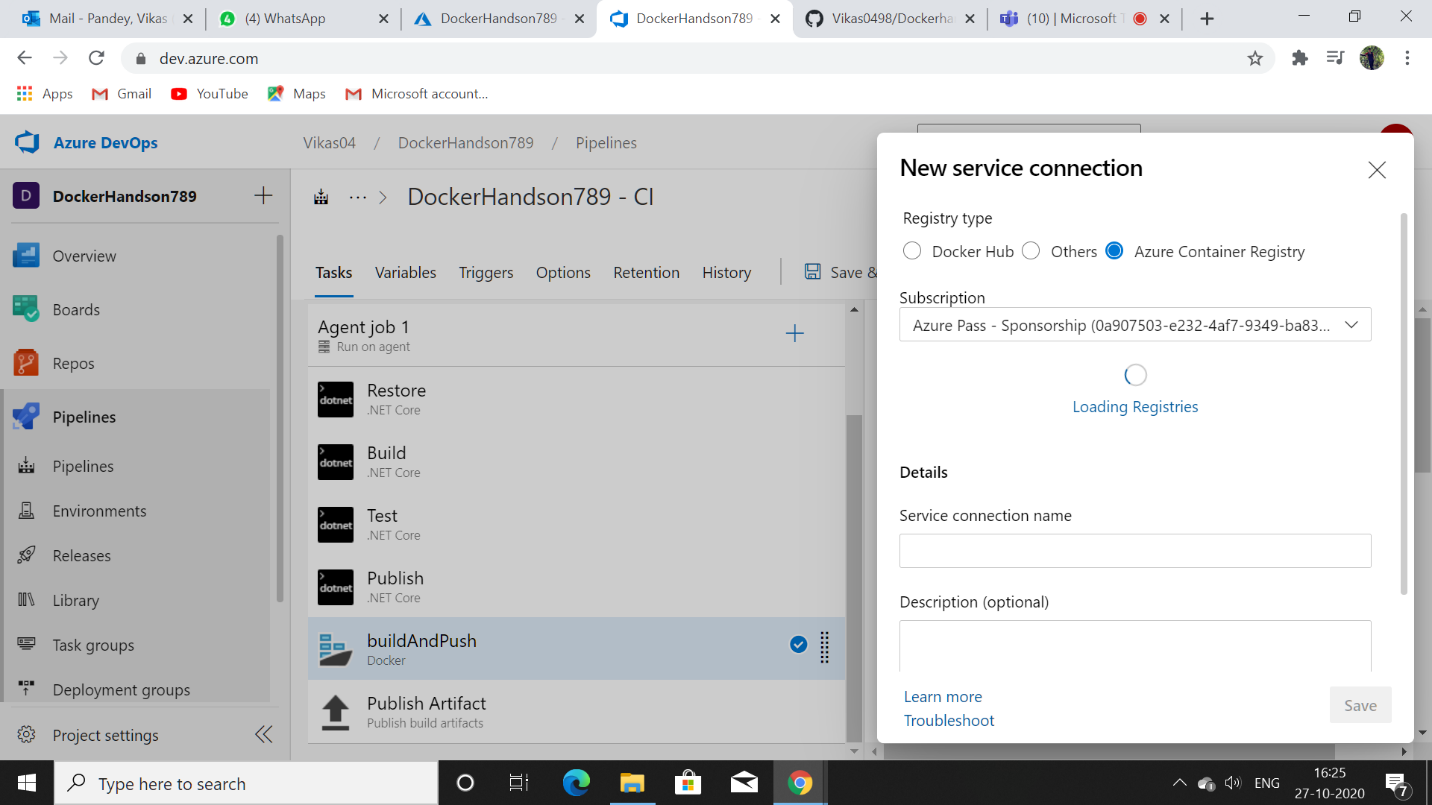 Mail - Pandey, Vikas
(4) WhatsApp
DockerHandson789 -
DockerHandson789
Vikas0498/Dockerha
(10) | Microsoft T
dev.azure.com
Apps
Gmail
YouTube
Maps
Microsoft account...
Azure DevOps
Vikas04 / DockerHandson789 / Pipelines
D DockerHandson789
Overview
Boards
Repos
Pipelines
Pipelines
Environments
Releases
Library
Task groups
Deployment groups
Project settings
... > DockerHandson789 - CI
Tasks Variables Triggers Options Retention History Save &
Agent job 1
Run on agent
dotnet
Restore
.NET Core
dotnet
Build
.NET Core
dotnet
Test
.NET Core
dotnet
Publish
.NET Core
buildAndPush
Docker
Publish Artifact
Publish build artifacts
New service connection
Registry type
Docker Hub Others Azure Container Registry
Subscription
Azure Pass - Sponsorship (0a907503-e232-4af7-9349-ba83...
Loading Registries
Details
Service connection name
Description (optional)
Learn more
Troubleshoot
Save
Type here to search
ENG
16:25
27-10-2020
7